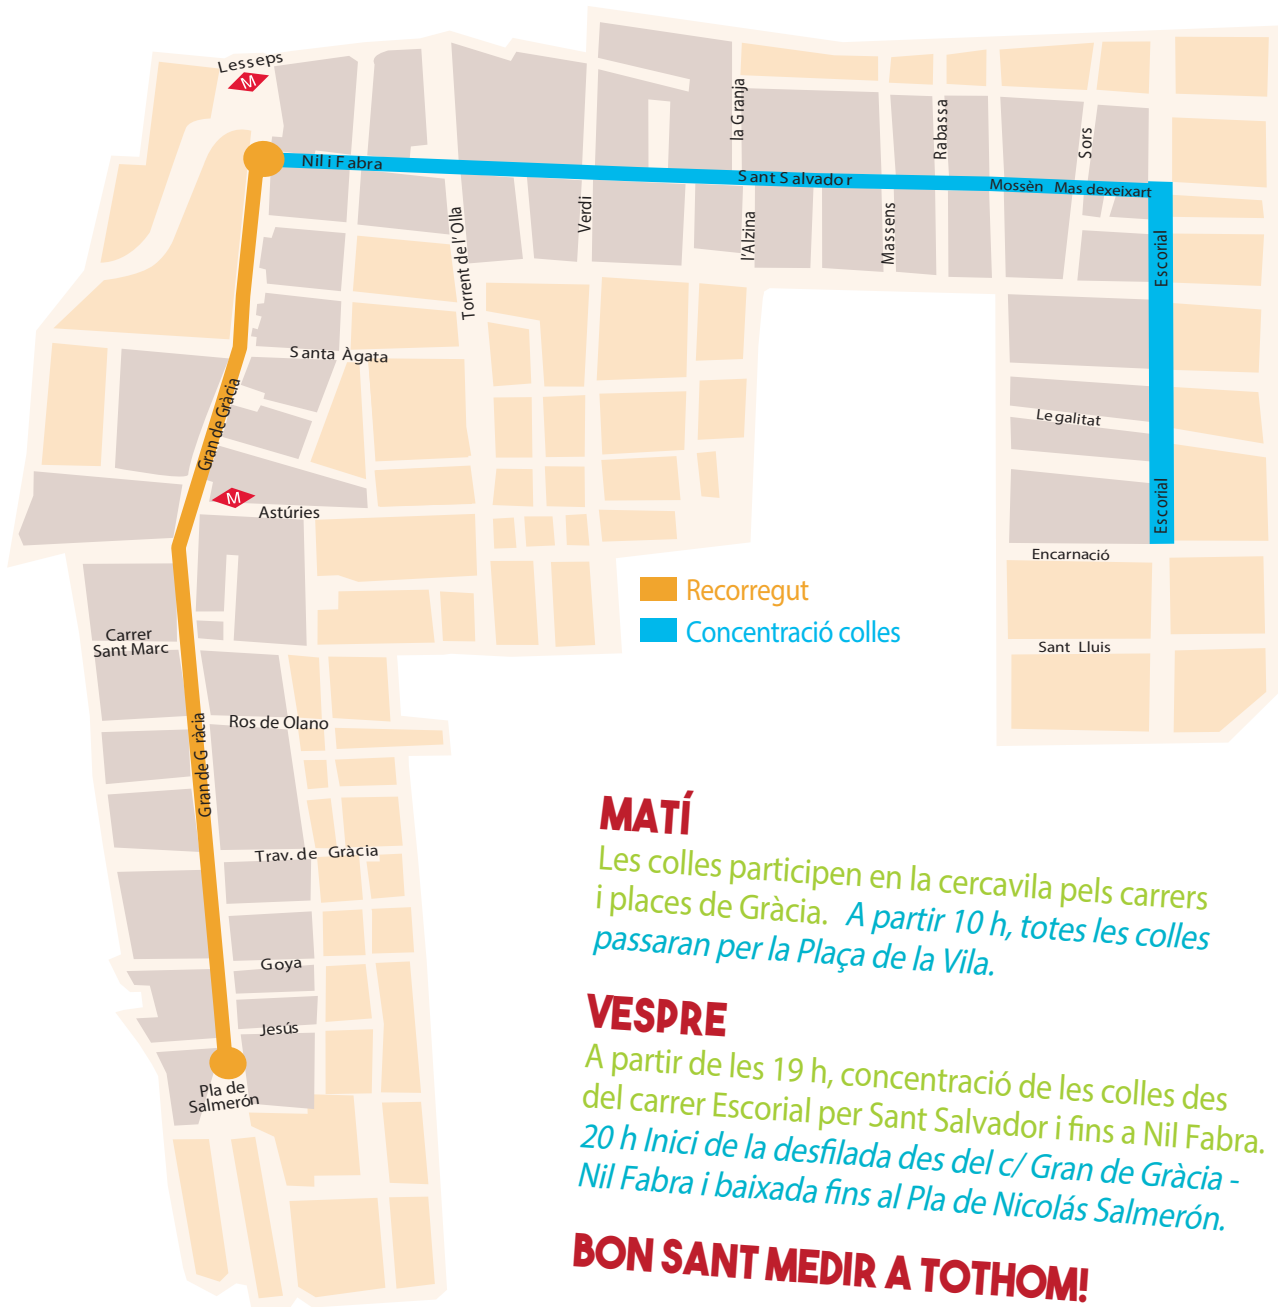 Lesseps
M
Nil i Fabra
la Granja
Rabassa
Sors
Sant Salvador
Mossèn Mas dexeixart
Torrent de l'Olla
Verdi
l'Alzina
Massens
Escorial
Santa Àgata
Gran de Gràcia
Legalitat
M
Astúries
Escorial
Encarnació
Recorregut
Concentració colles
Carrer
Sant Marc
Sant Lluis
Ros de Olano
Gran de Gràcia
Trav. de Gràcia
Goya
Jesús
Pla de
Salmerón
MATÍ
Les colles participen en la cercavila pels carrers
i places de Gràcia. A partir 10 h, totes les colles
passaran per la Plaça de la Vila.
VESPRE
A partir de les 19 h, concentració de les colles des
del carrer Escorial per Sant Salvador i fins a Nil Fabra.
20 h Inici de la desfilada des del c/ Gran de Gràcia -
Nil Fabra i baixada fins al Pla de Nicolás Salmerón.
BON SANT MEDIR A TOTHOM!